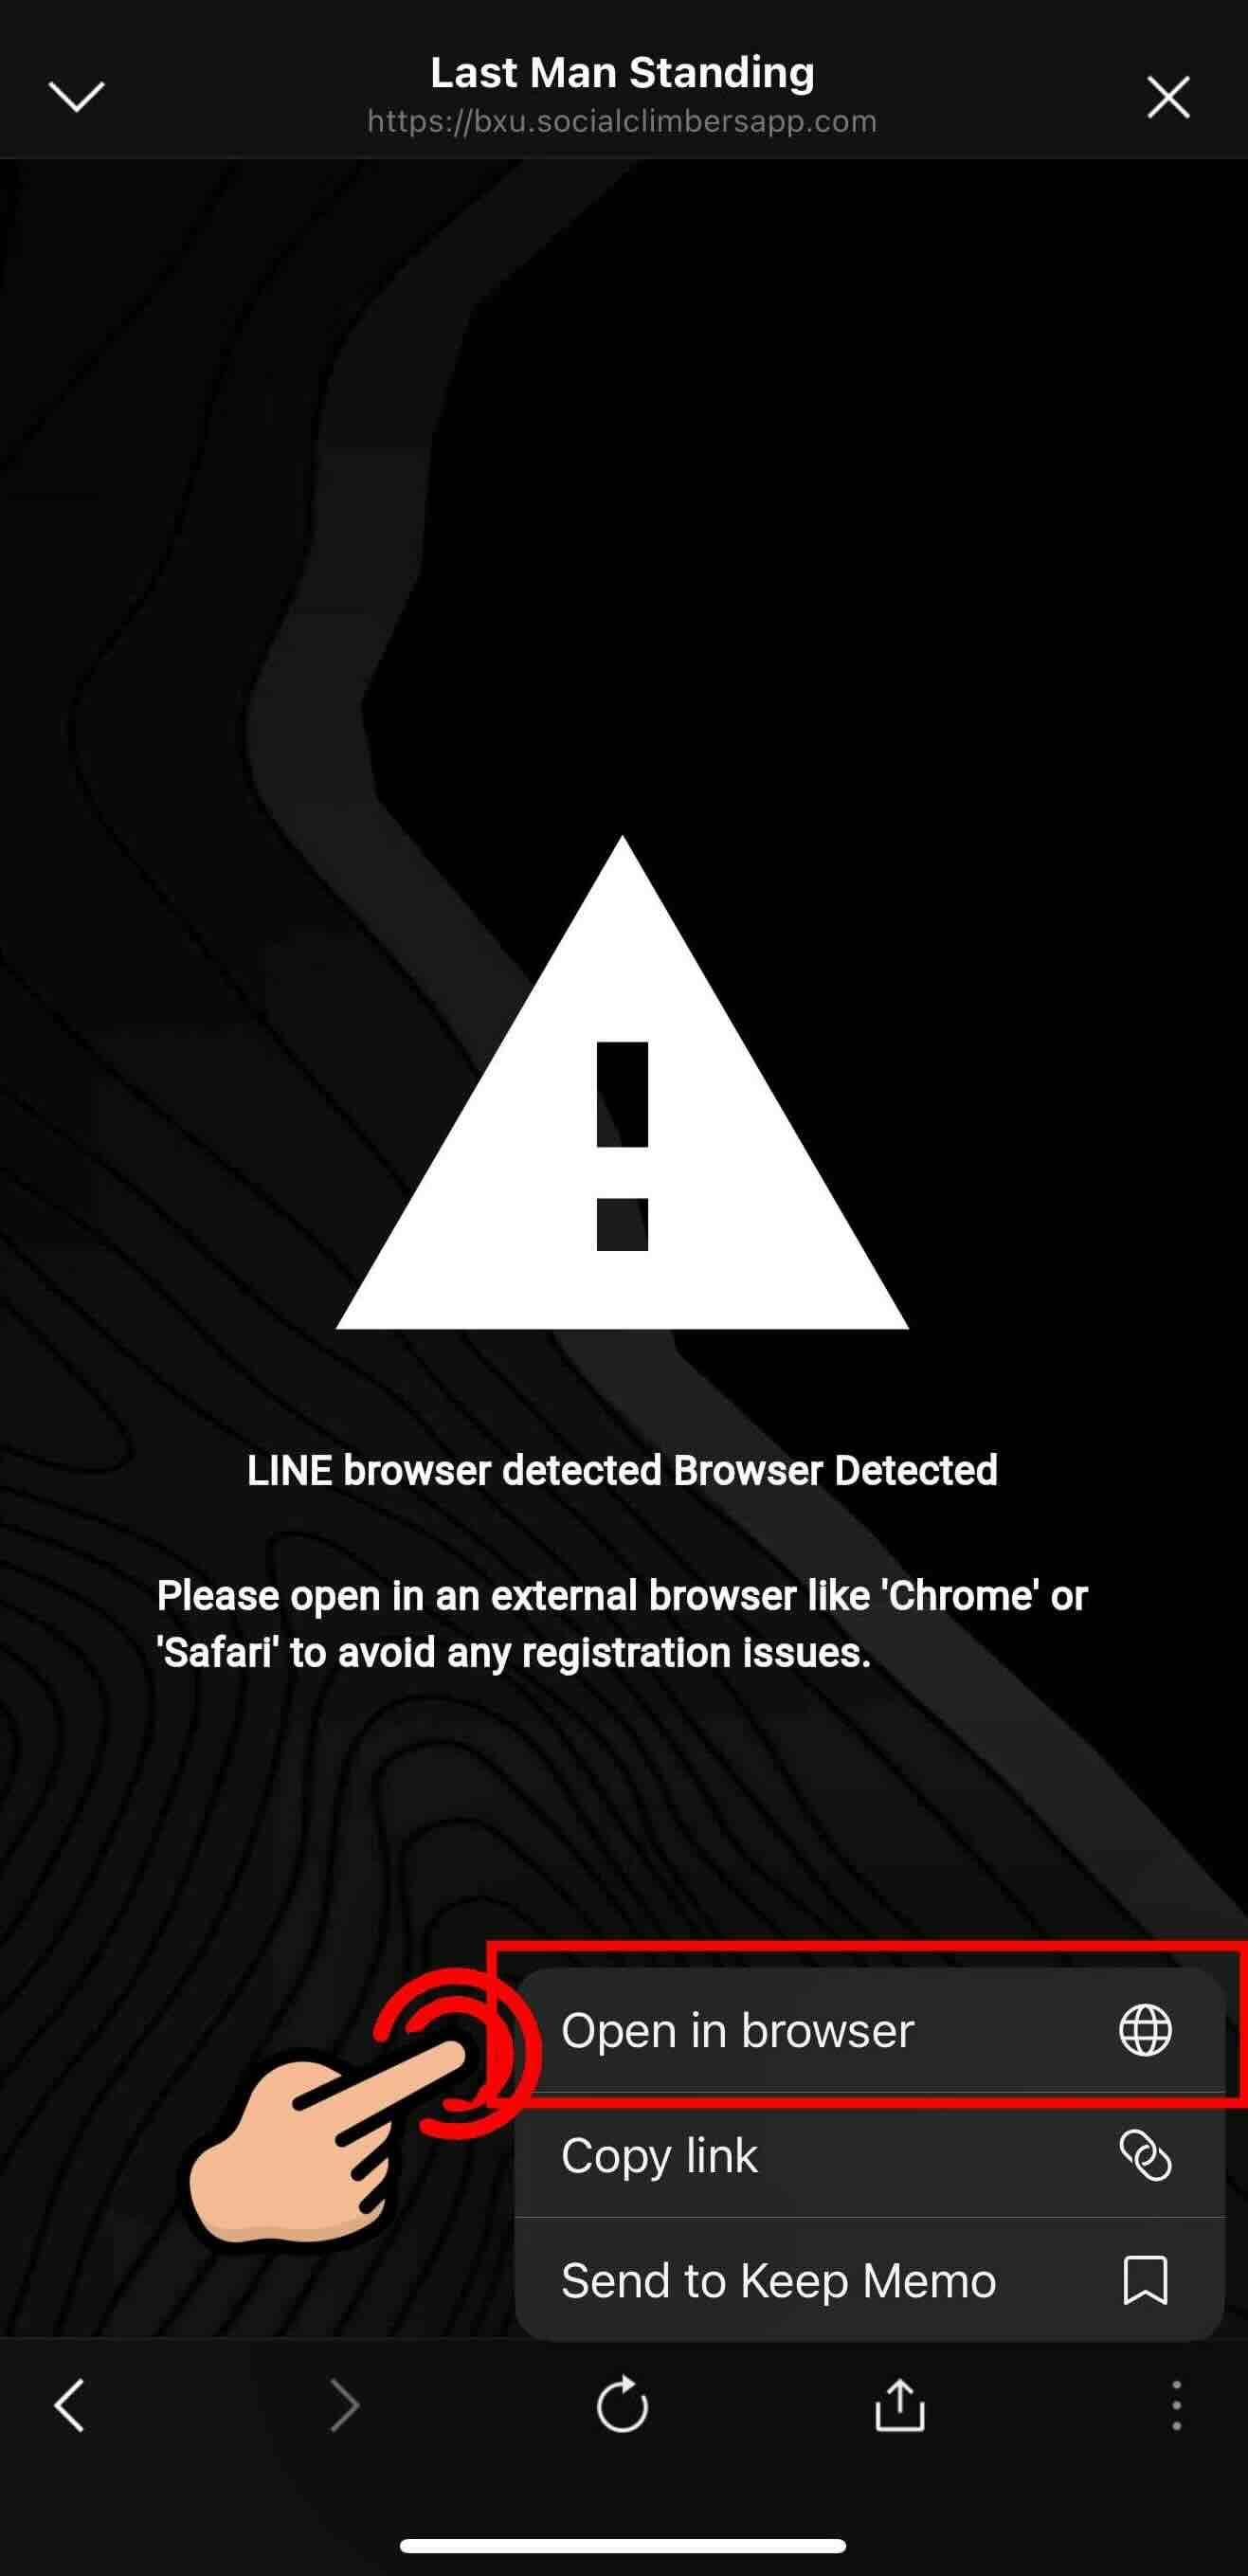 Last Man Standing
https://bxu.socialclimbersapp.com
LINE browser detected Browser Detected
Please open in an external browser like 'Chrome' or
'Safari' to avoid any registration issues.
Open in browser
Copy link
Send to Keep Memo